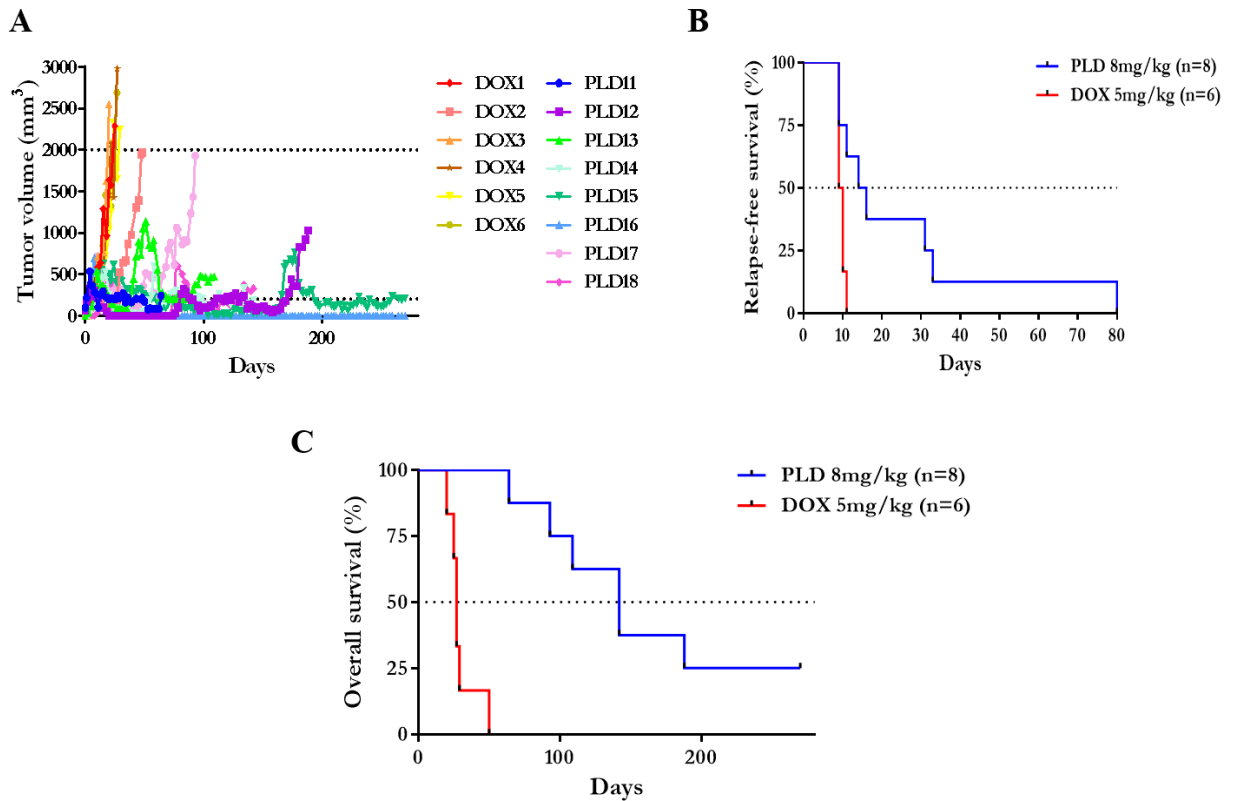 A
Tumor volume (mm³)
3000
2500
2000
1500
1000
500
0
0 100 200
Days
DOX1 PLD11
DOX2 PLD12
DOX3 PLD13
DOX4 PLD14
DOX5 PLD15
DOX6 PLD16
PLD17
PLD18
B
Relapse-free survival (%)
100
75
50
25
0
0 10 20 30 40 50 60 70 80
Days
PLD 8mg/kg (n=8)
DOX 5mg/kg (n=6)
C
Overall survival (%)
100
75
50
25
0
0 100 200
Days
PLD 8mg/kg (n=8)
DOX 5mg/kg (n=6)